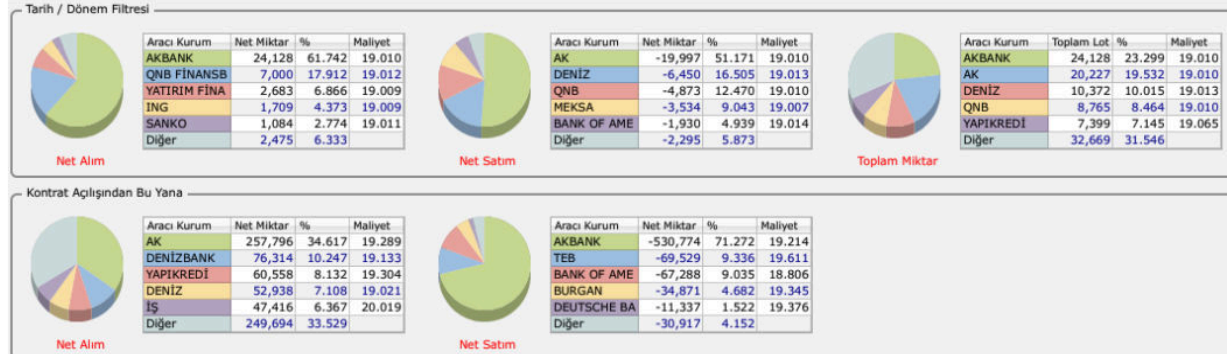 Tarih / Dönem Filtresi
Aracı Kurum Net Miktar % Maliyet
AKBANK 24,128 61.742 19.010
QNB FİNANSB 7,000 17.912 19.012
YATIRIM FİNA 2,683 6.866 19.009
ING 1,709 4.373 19.009
SANKO 1,084 2.774 19.011
Diğer 2,475 6.333
Net Alım
Aracı Kurum Net Miktar % Maliyet
AK -19,997 51.171 19.010
DENİZ -6,450 16.505 19.013
QNB -4,873 12.470 19.010
MEKSA -3,534 9.043 19.007
BANK OF AME -1,930 4.939 19.014
Diğer -2,295 5.873
Net Satım
Aracı Kurum Toplam Lot % Maliyet
AKBANK 24,128 23.299 19.010
AK 20,227 19.532 19.010
DENİZ 10,372 10.015 19.013
QNB 8,765 8.464 19.010
YAPIKREDİ 7,399 7.145 19.065
Diğer 32,669 31.546
Toplam Miktar
Kontrat Açılışından Bu Yana
Aracı Kurum Net Miktar % Maliyet
AK 257,796 34.617 19.289
DENİZBANK 76,314 10.247 19.133
YAPIKREDİ 60,558 8.132 19.304
DENİZ 52,938 7.108 19.021
İŞ 47,416 6.367 20.019
Diğer 249,694 33.529
Net Alım
Aracı Kurum Net Miktar % Maliyet
AKBANK -530,774 71.272 19.214
TEB -69,529 9.336 19.611
BANK OF AME -67,288 9.035 18.806
BURGAN -34,871 4.682 19.345
DEUTSCHE BA -11,337 1.522 19.376
Diğer -30,917 4.152
Net Satım